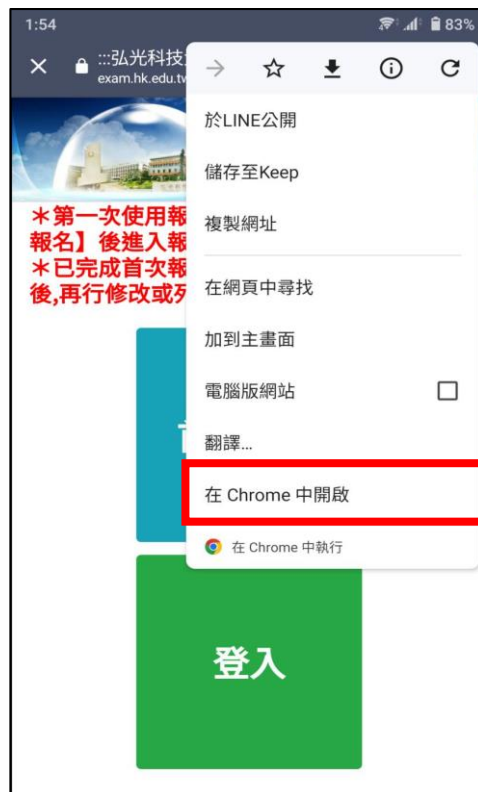 1:54
83%
:::弘光科技
exam.hk.edu.tw
於LINE公開
儲存至Keep
＊第一次使用報
複製網址
報名】後進入報
＊已完成首次報
在網頁中尋找
後,再行修改或
加到主畫面
電腦版網站
翻譯...
在 Chrome 中開啟
在 Chrome 中執行
登入